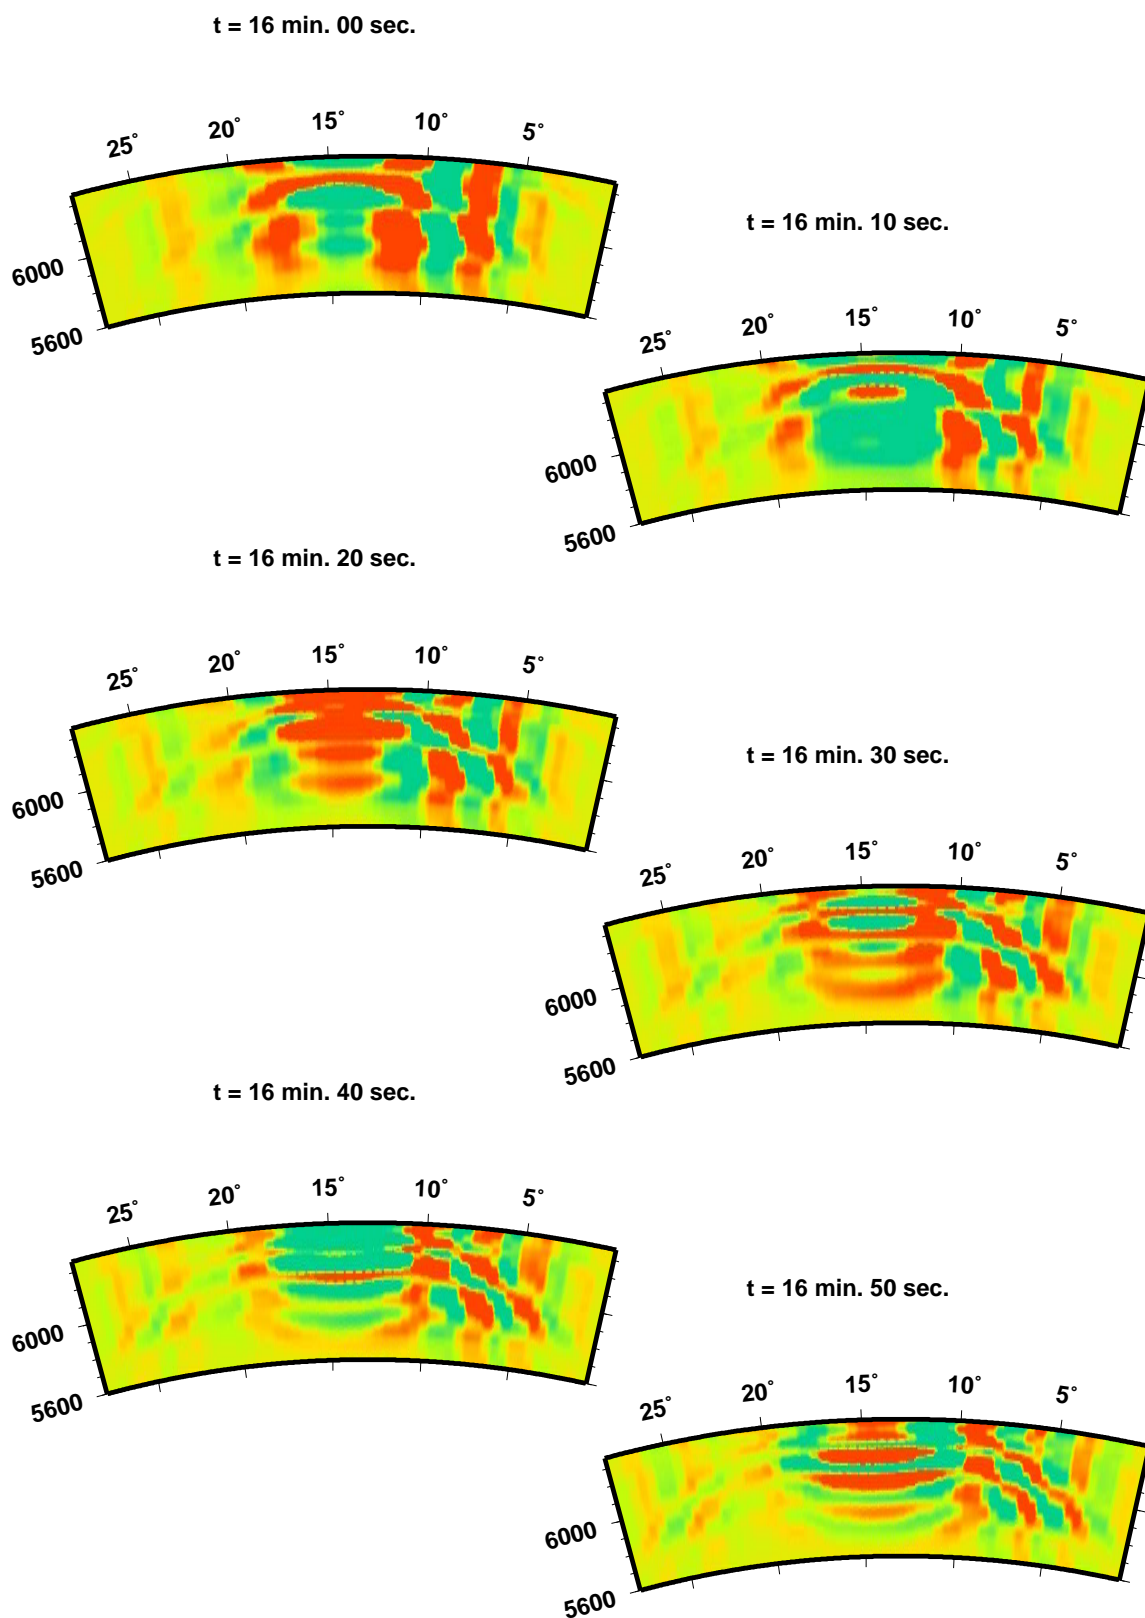 t = 16 min. 00 sec.
25° 20° 15° 10° 5°
6000
5600
t = 16 min. 10 sec.
25° 20° 15° 10° 5°
6000
5600
t = 16 min. 20 sec.
25° 20° 15° 10° 5°
6000
5600
t = 16 min. 30 sec.
25° 20° 15° 10° 5°
6000
5600
t = 16 min. 40 sec.
25° 20° 15° 10° 5°
6000
5600
t = 16 min. 50 sec.
25° 20° 15° 10° 5°
6000
5600